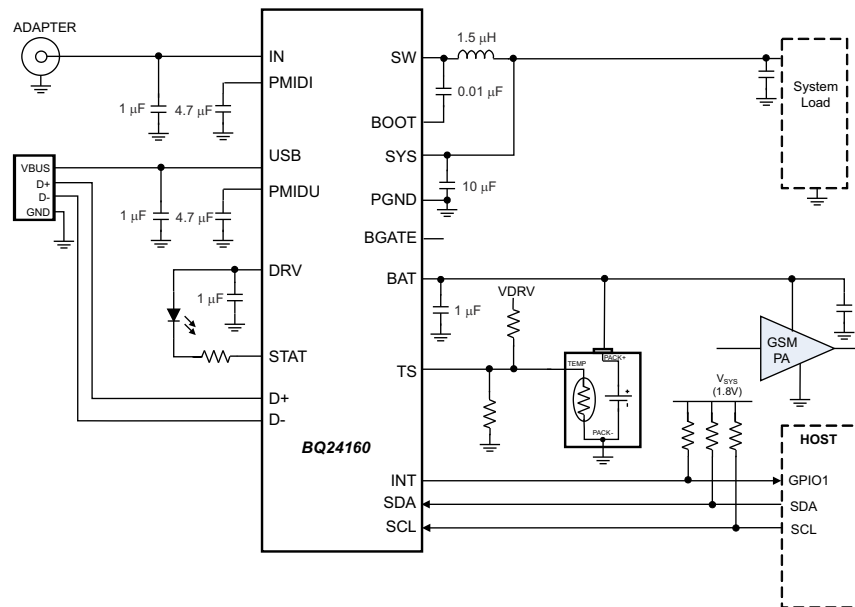 ADAPTER
IN
PMIDI
1 μF
4.7 μF
USB
PMIDU
VBUS
D+
D-
GND
1 μF
4.7 μF
DRV
1 μF
STAT
D+
D-
BQ24160
SW
1.5 μH
0.01 μF
BOOT
SYS
10 μF
PGND
BGATE
BAT
1 μF
VDRV
TS
TEMP
PACK+
+
-
PACK-
System
Load
GSM
PA
VSYS
(1.8V)
HOST
INT
GPIO1
SDA
SDA
SCL
SCL